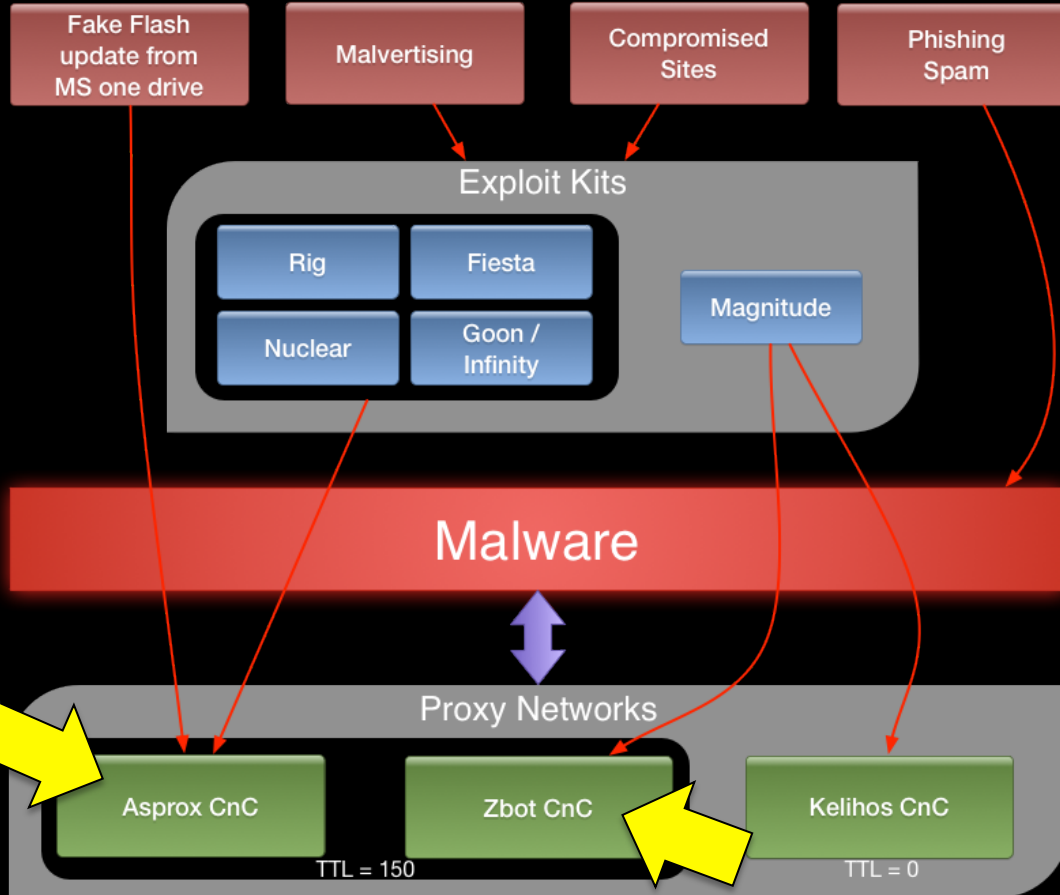 Fake Flash
update from
MS one drive
Malvertising
Compromised
Sites
Phishing
Spam
Exploit Kits
Rig
Fiesta
Nuclear
Goon /
Infinity
Magnitude
Malware
Proxy Networks
Asprox CnC
Zbot CnC
Kelihos CnC
TTL = 150
TTL = 0